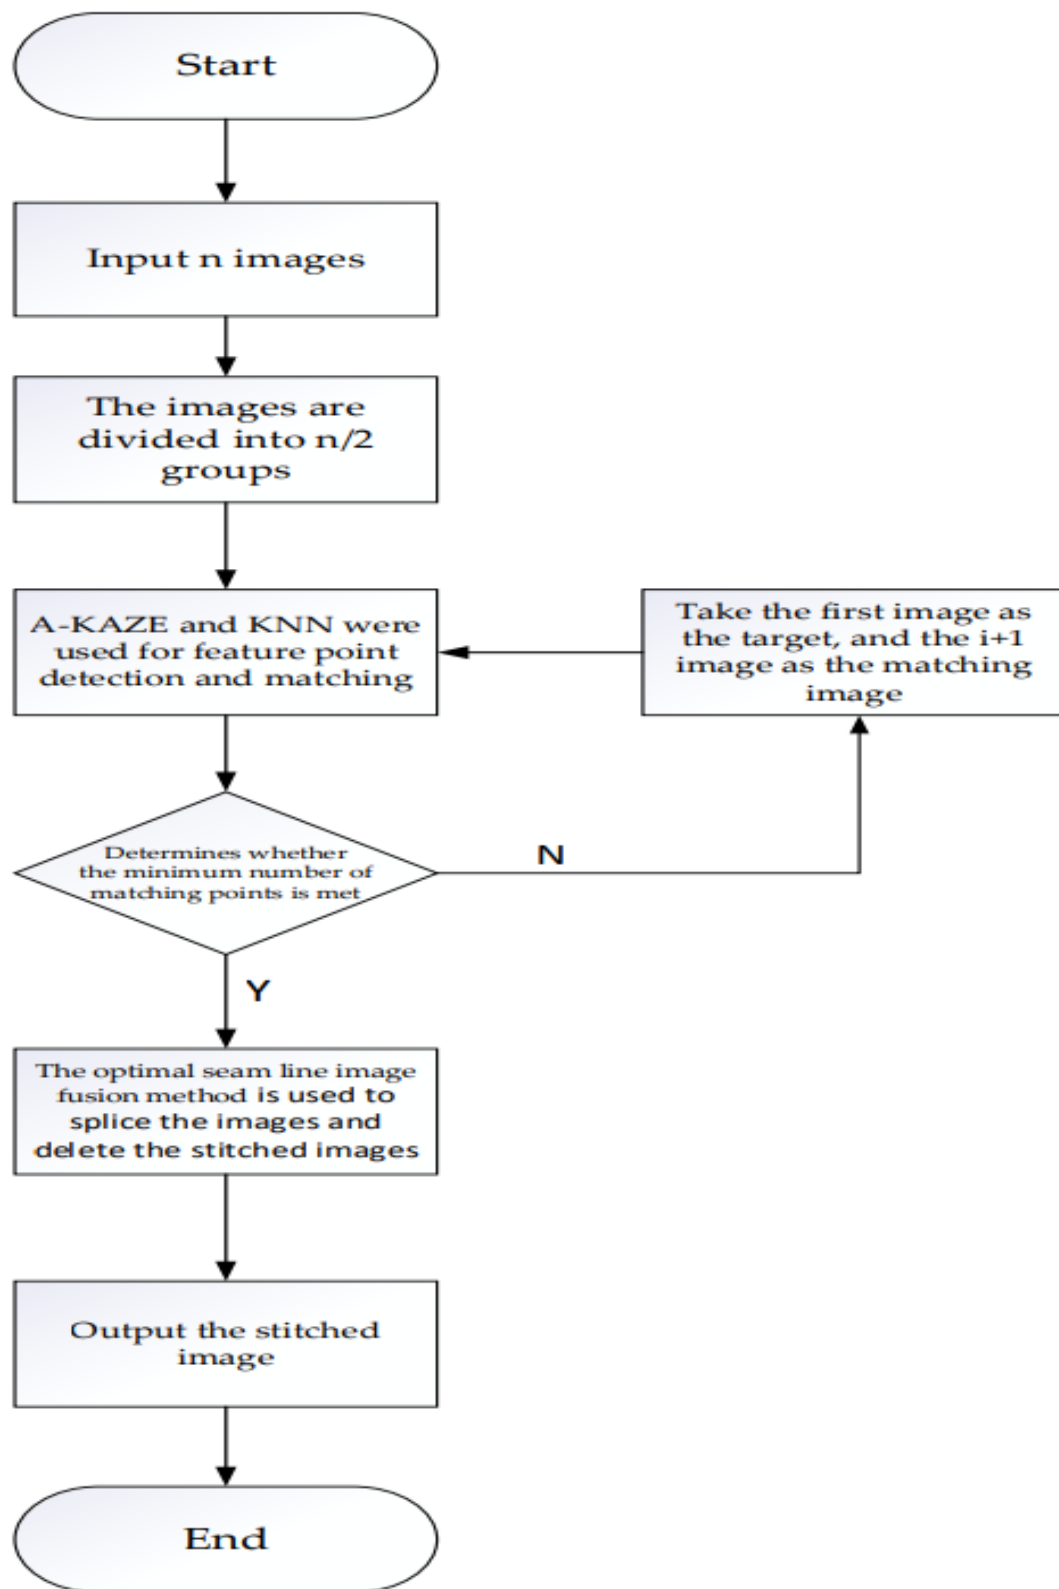 Start
Input n images
The images are
divided into n/2
groups
A-KAZE and KNN were
used for feature point
detection and matching
Take the first image as
the target, and the i+1
image as the matching
image
Determines whether
the minimum number of
matching points is met
N
Y
The optimal seam line image
fusion method is used to
splice the images and
delete the stitched images
Output the stitched
image
End